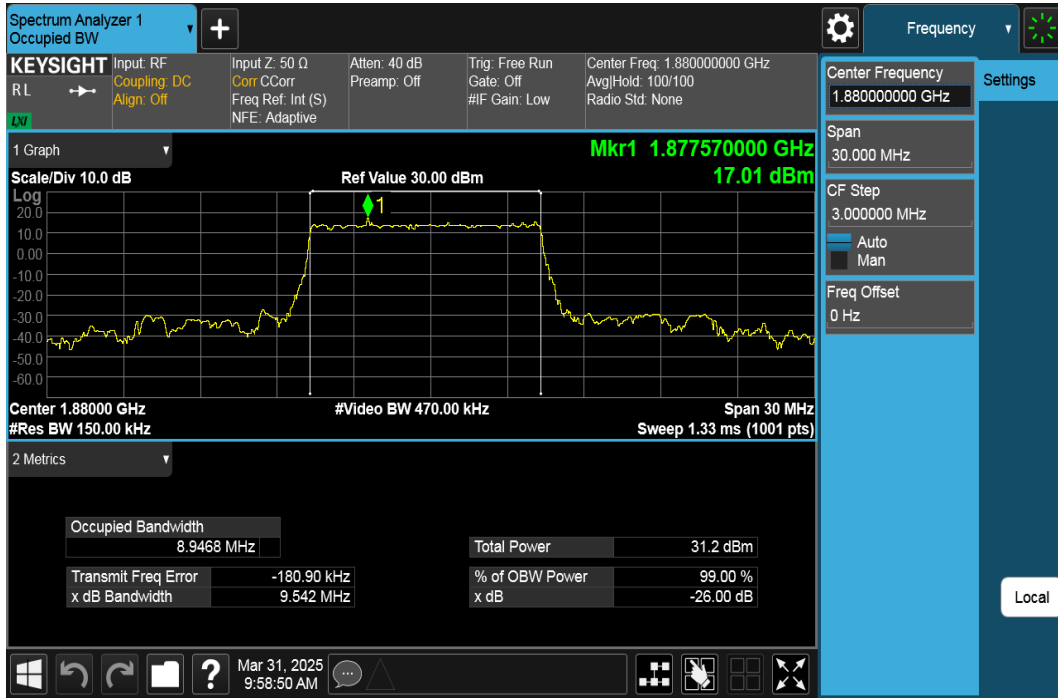 Spectrum Analyzer 1
Occupied BW
Frequency
KEYSIGHT
R L
LXI
Input: RF
Coupling: DC
Align: Off
Input Z: 50 Ω
Corr CCorr
Freq Ref: Int (S)
NFE: Adaptive
Atten: 40 dB
Preamp: Off
Trig: Free Run
Gate: Off
#IF Gain: Low
Center Freq: 1.880000000 GHz
Avg|Hold: 100/100
Radio Std: None
Center Frequency
1.880000000 GHz
Settings
Span
30.000 MHz
CF Step
3.000000 MHz
Auto
Man
Freq Offset
0 Hz
Local
1 Graph
Mkr1 1.877570000 GHz
17.01 dBm
Scale/Div 10.0 dB
Ref Value 30.00 dBm
Log
1
20.0
10.0
0.00
-10.0
-20.0
-30.0
-40.0
-50.0
-60.0
Center 1.88000 GHz
#Video BW 470.00 kHz
Span 30 MHz
#Res BW 150.00 kHz
Sweep 1.33 ms (1001 pts)
2 Metrics
Occupied Bandwidth
8.9468 MHz
Total Power 31.2 dBm
Transmit Freq Error -180.90 kHz
% of OBW Power 99.00 %
x dB Bandwidth 9.542 MHz
x dB -26.00 dB
Mar 31, 2025
9:58:50 AM